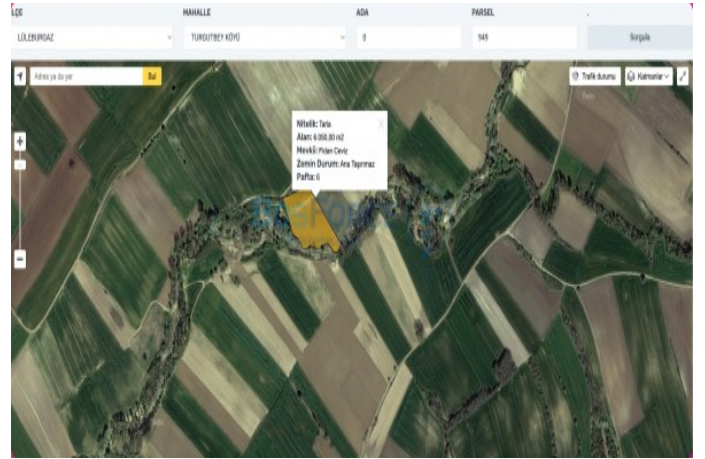 LÇE MAHALLE ADA PARSEL
LÜLEBURGAZ TURGUTBEY KÖYÜ 0 949 Sorgula
Adres ya da yer Bul Trafik durumu Katmanlar
Nitelik: Tarla
Alan: 6.050,00 m2
Mevkii: Fidan Ceviz
Zemin Durum: Ana Taşınmaz
Pafta: 6